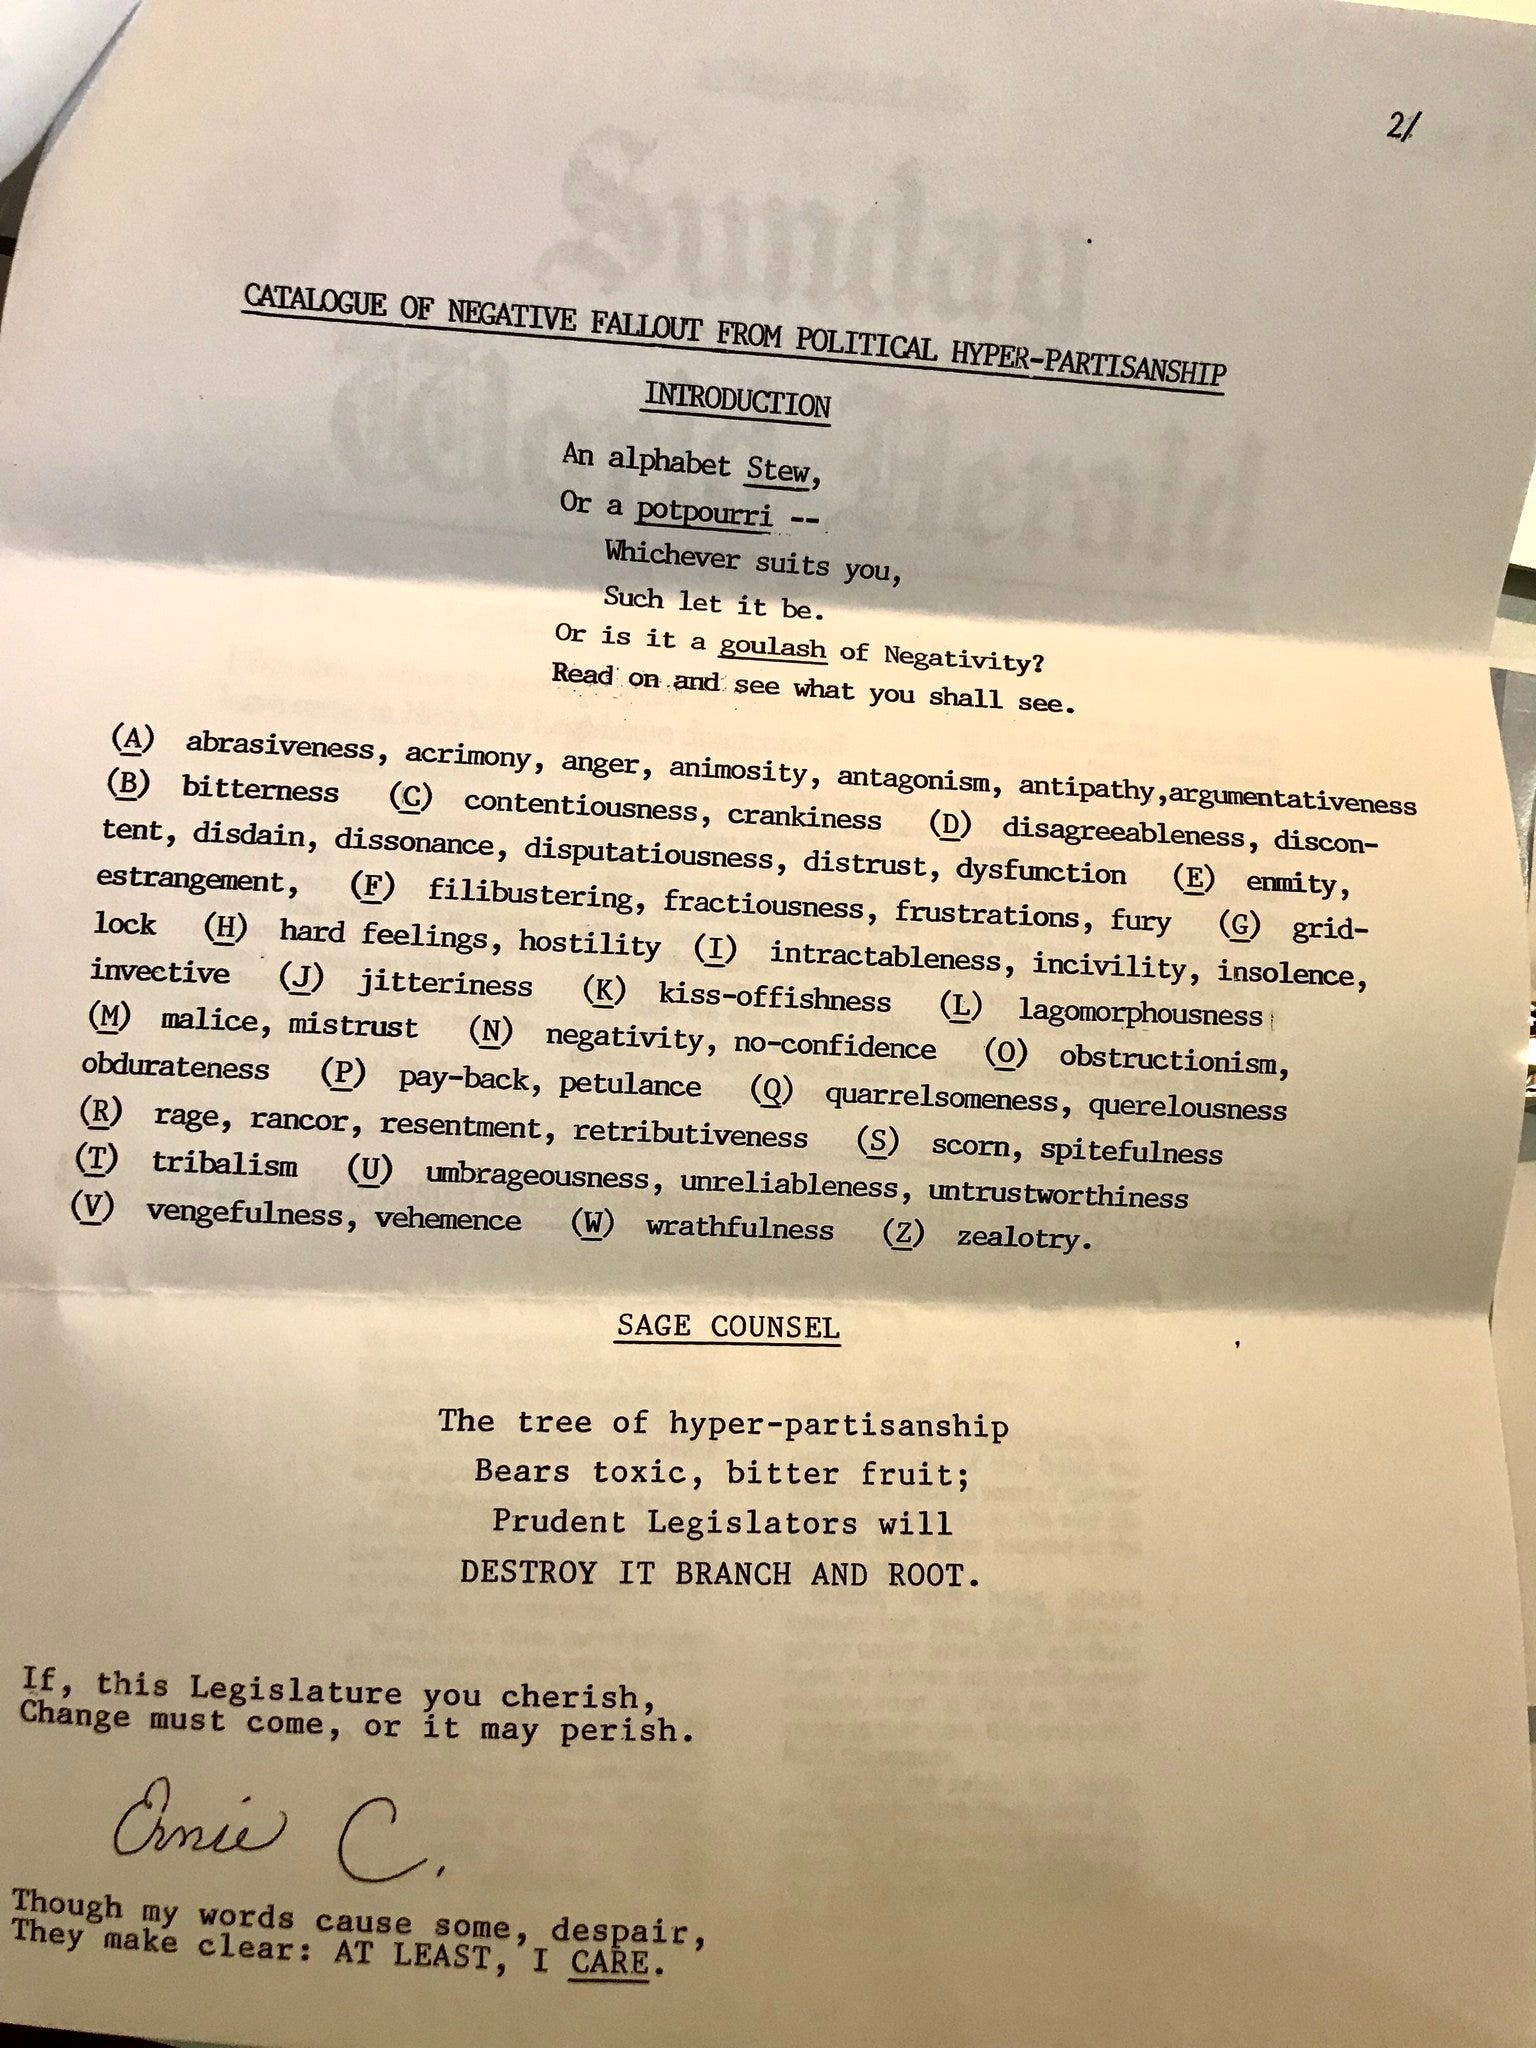 2/
CATALOGUE OF NEGATIVE FALLOUT FROM POLITICAL HYPER-PARTISANSHIP
INTRODUCTION
An alphabet Stew,
Or a potpourri --
Whichever suits you,
Such let it be.
Or is it a goulash of Negativity?
Read on and see what you shall see.
(A) abrasiveness, acrimony, anger, animosity, antagonism, antipathy,argumentativeness
(B) bitterness (C) contentiousness, crankiness (D) disagreeableness, discon-
tent, disdain, dissonance, disputatiousness, distrust, dysfunction (E) enmity,
estrangement, (F) filibustering, fractiousness, frustrations, fury (G) grid-
lock (H) hard feelings, hostility (I) intractableness, incivility, insolence,
invective (J) jitteriness (K) kiss-offishness (L) lagomorphousness
(M) malice, mistrust (N) negativity, no-confidence (O) obstructionism,
obdurateness (P) pay-back, petulance (Q) quarrelsomeness, querelousness
(R) rage, rancor, resentment, retributiveness (S) scorn, spitefulness
(T) tribalism (U) umbrageousness, unreliableness, untrustworthiness
(V) vengefulness, vehemence (W) wrathfulness (Z) zealotry.
SAGE COUNSEL
The tree of hyper-partisanship
Bears toxic, bitter fruit;
Prudent Legislators will
DESTROY IT BRANCH AND ROOT.
If, this Legislature you cherish,
Change must come, or it may perish.
Ernie C.
Though my words cause some, despair,
They make clear: AT LEAST, I CARE.